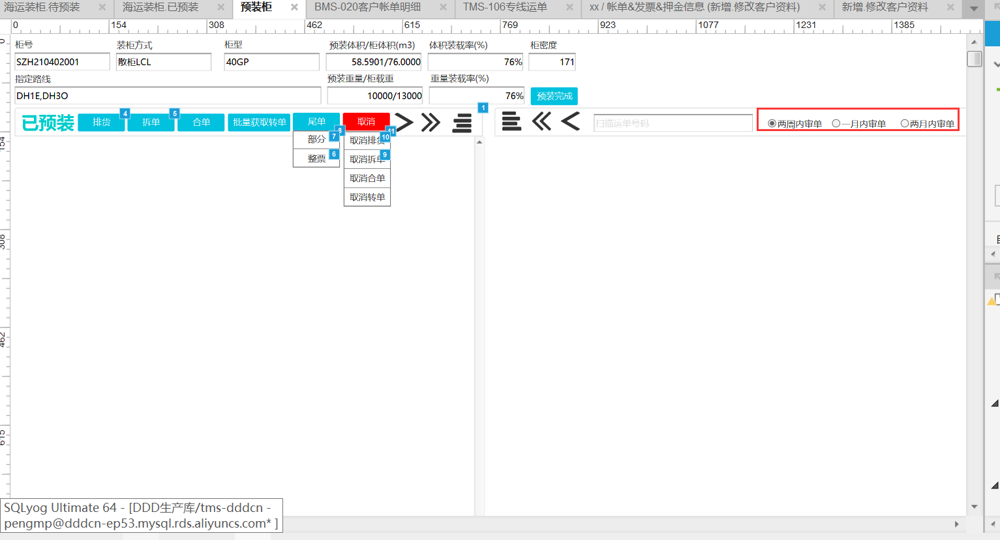 海运装柜.待预装 海运装柜.已预装 预装柜 BMS-020客户帐单明细 TMS-106专线运单 xx / 帐单&发票&押金信息 (新增.修改客户资料) 新增.修改客户资料
0 154 308 462 615 769 923 1077 1231 1385
柜号 装柜方式 柜型 预装体积/柜体积(m3) 体积装载率(%) 柜密度
SZH210402001 散柜LCL 40GP 58.5901/76.0000 76% 171
指定路线 预装重量/柜载重 重量装载率(%)
DH1E,DH3O 10000/13000 76% 预装完成
已预装 排货 4 拆单 5 合单 批量获取转单 尾单 8 取消 11 1 扫描运单号码 两周内审单 一月内审单 两月内审单
部分 7 取消排货 10
整票 6 取消拆单 9
取消合单
取消转单
0
154
308
462
615
SQLyog Ultimate 64 - [DDD生产库/tms-dddcn -
pengmp@dddcn-ep53.mysql.rds.aliyuncs.com* ]